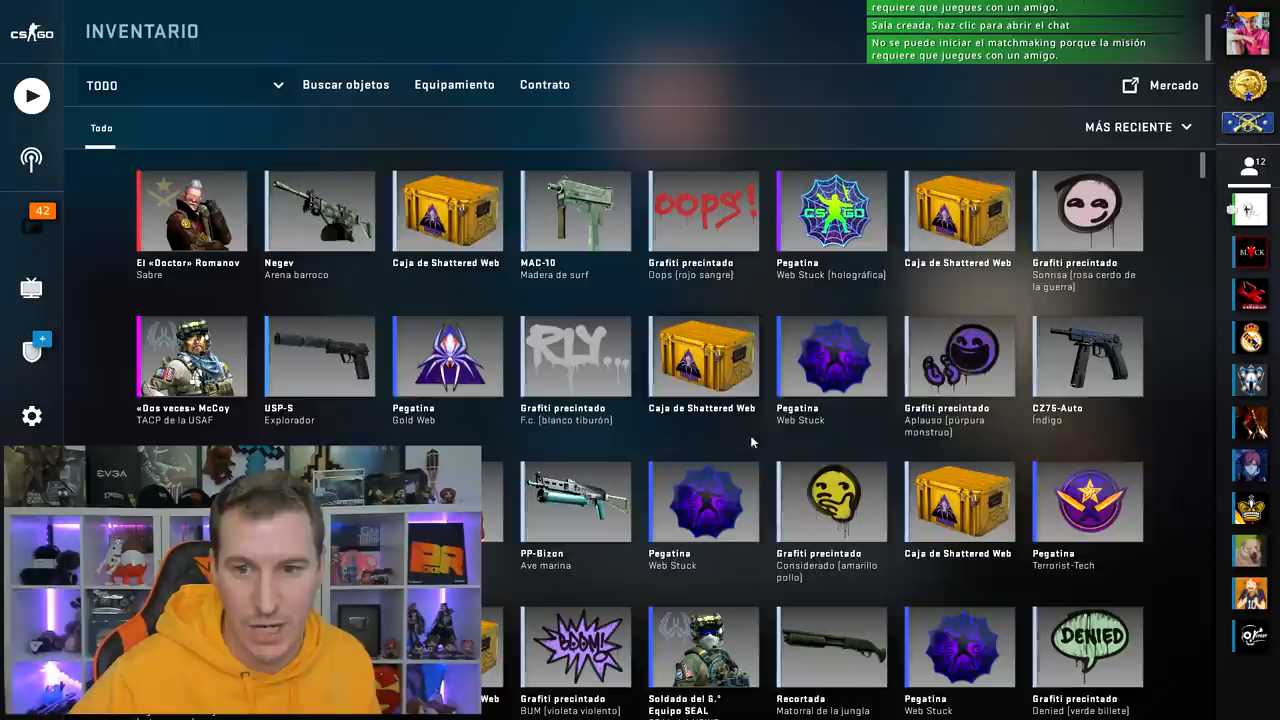 requiere que juegues con un amigo.
Sala creada, haz clic para abrir el chat
No se puede iniciar el matchmaking porque la misión
requiere que juegues con un amigo.
CS:GO
INVENTARIO
TODO
Buscar objetos
Equipamiento
Contrato
Mercado
Todo
MÁS RECIENTE
12
42
+
OOPS!
CS GO
El «Doctor» Romanov
Sabre
Negev
Arena barroco
Caja de Shattered Web
MAC-10
Madera de surf
Grafiti precintado
Oops (rojo sangre)
Pegatina
Web Stuck (holográfica)
Caja de Shattered Web
Grafiti precintado
Sonrisa (rosa cerdo de
la guerra)
RLY...
«Dos veces» McCoy
TACP de la USAF
USP-S
Explorador
Pegatina
Gold Web
Grafiti precintado
F.c. (blanco tiburón)
Caja de Shattered Web
Pegatina
Web Stuck
Grafiti precintado
Aplauso (púrpura
monstruo)
CZ75-Auto
Índigo
EVGA
PP-Bizon
Ave marina
Pegatina
Web Stuck
Grafiti precintado
Considerado (amarillo
pollo)
Caja de Shattered Web
Pegatina
Terrorist-Tech
BOOM!
DENIED
Web
Grafiti precintado
BUM (violeta violento)
Soldado del 6.º
Equipo SEAL
Recortada
Matorral de la jungla
Pegatina
Web Stuck
Grafiti precintado
Denied (verde billete)